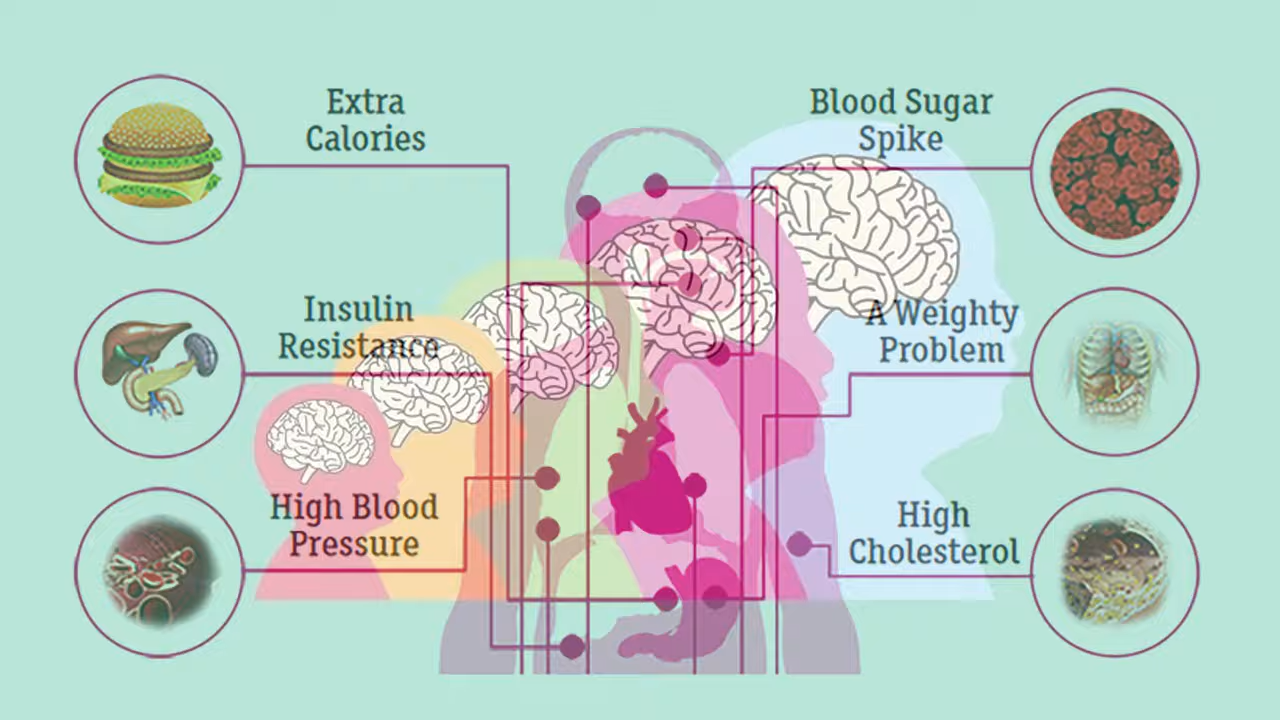 Extra
Calories
Blood Sugar
Spike
Insulin
Resistance
A Weighty
Problem
High Blood
Pressure
High
Cholesterol